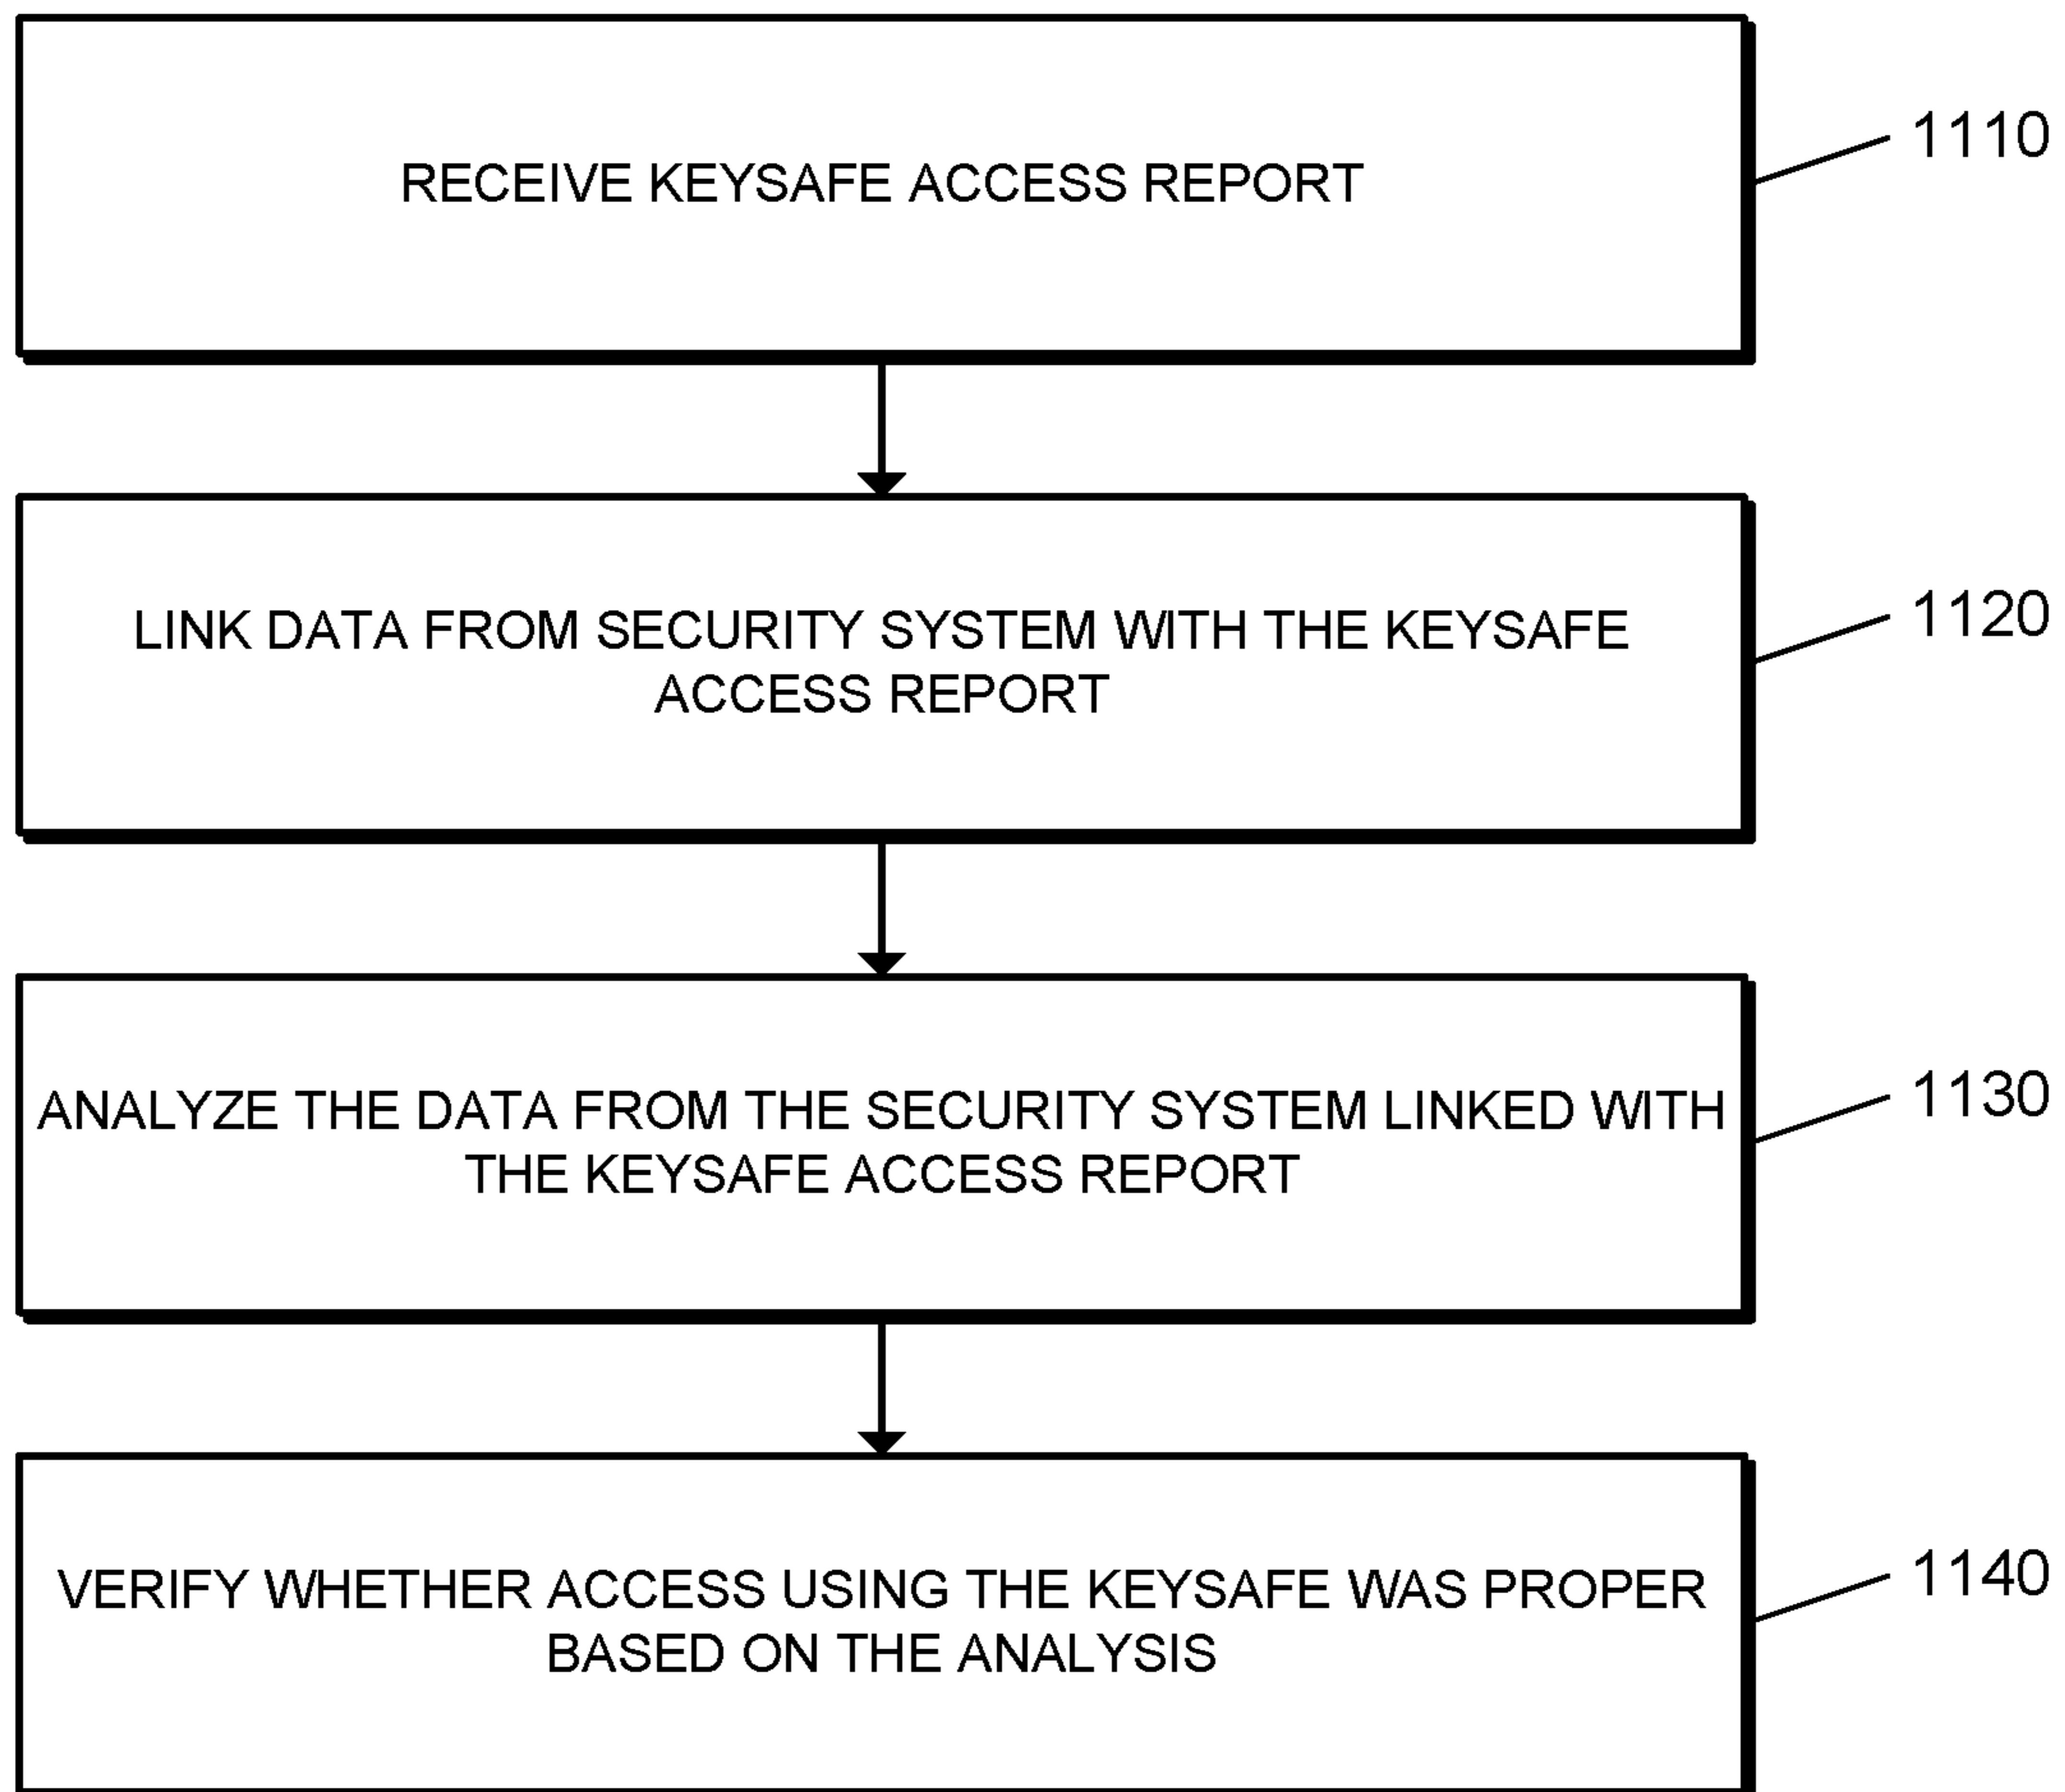 RECEIVE KEYSAFE ACCESS REPORT
1110
LINK DATA FROM SECURITY SYSTEM WITH THE KEYSAFE
ACCESS REPORT
1120
ANALYZE THE DATA FROM THE SECURITY SYSTEM LINKED WITH
THE KEYSAFE ACCESS REPORT
1130
VERIFY WHETHER ACCESS USING THE KEYSAFE WAS PROPER
BASED ON THE ANALYSIS
1140